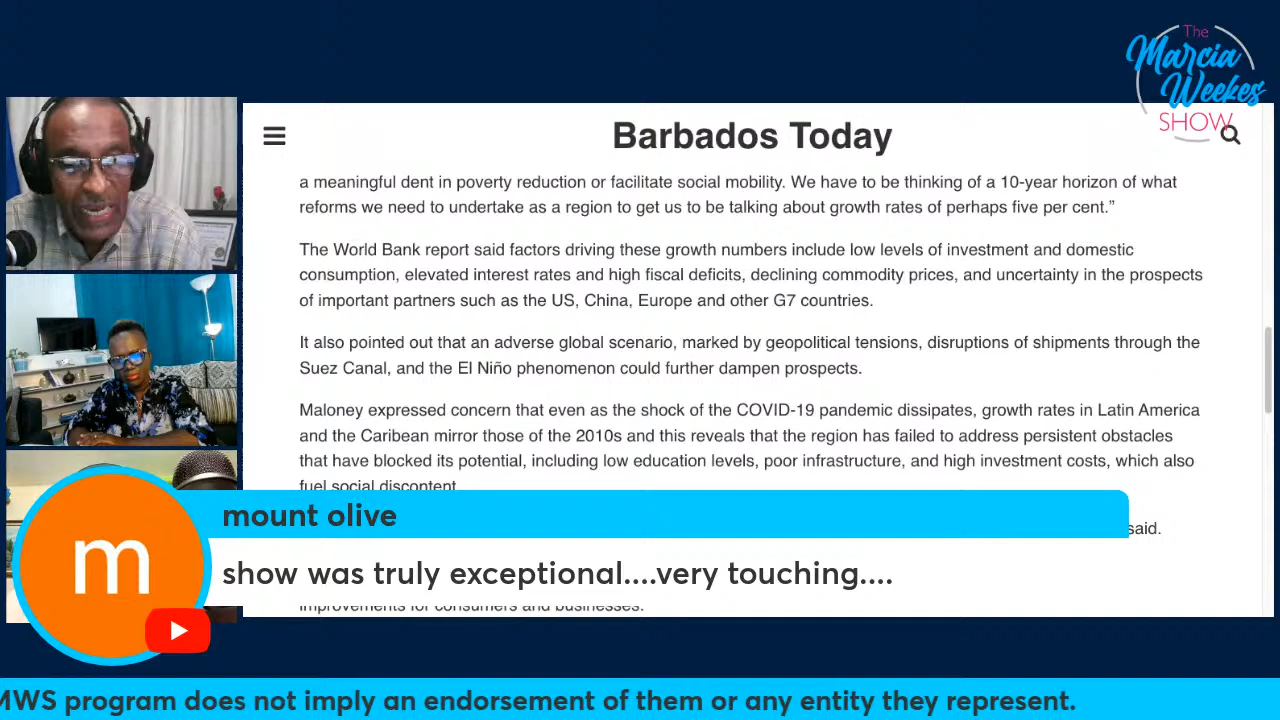 The
Marcia
Weekes
SHOW
Barbados Today
a meaningful dent in poverty reduction or facilitate social mobility. We have to be thinking of a 10-year horizon of what
reforms we need to undertake as a region to get us to be talking about growth rates of perhaps five per cent.”
The World Bank report said factors driving these growth numbers include low levels of investment and domestic
consumption, elevated interest rates and high fiscal deficits, declining commodity prices, and uncertainty in the prospects
of important partners such as the US, China, Europe and other G7 countries.
It also pointed out that an adverse global scenario, marked by geopolitical tensions, disruptions of shipments through the
Suez Canal, and the El Niño phenomenon could further dampen prospects.
Maloney expressed concern that even as the shock of the COVID-19 pandemic dissipates, growth rates in Latin America
and the Caribean mirror those of the 2010s and this reveals that the region has failed to address persistent obstacles
that have blocked its potential, including low education levels, poor infrastructure, and high investment costs, which also
fuel social discontent.
said.
improvements for consumers and businesses.
m
mount olive
show was truly exceptional....very touching....
MWS program does not imply an endorsement of them or any entity they represent.